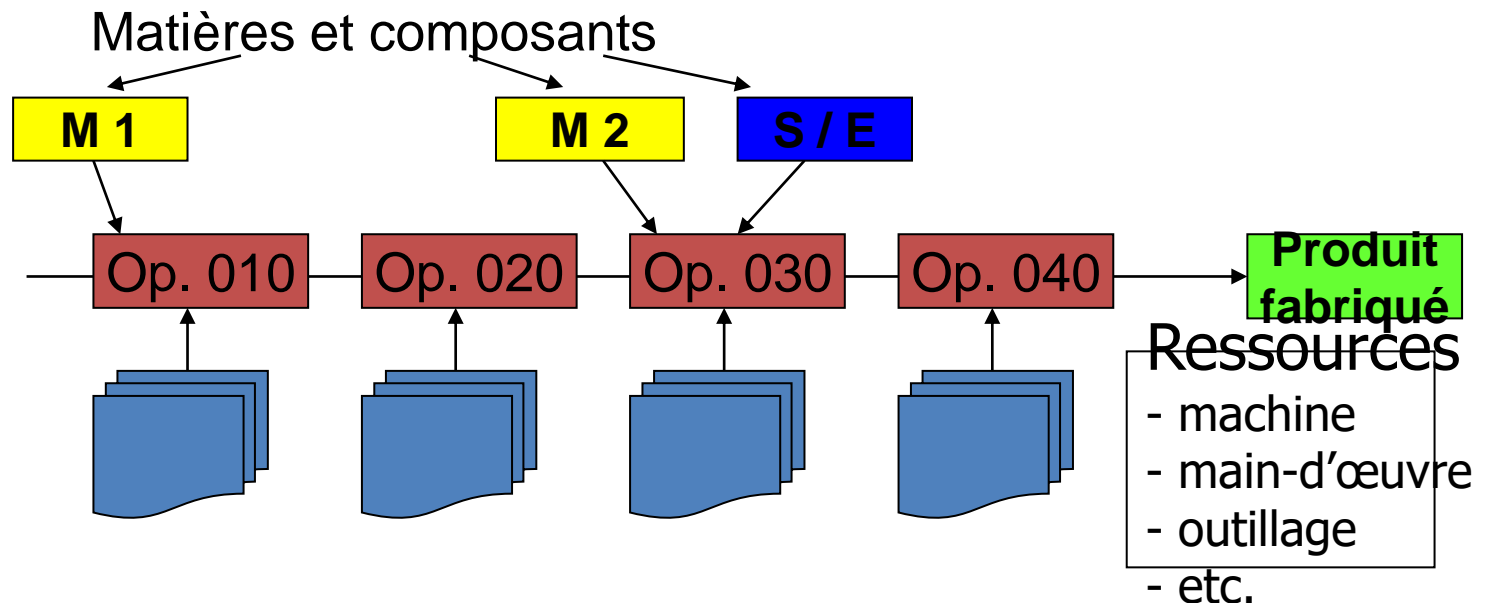 Matières et composants
M 1
M 2
S / E
Op. 010
Op. 020
Op. 030
Op. 040
Produit
fabriqué
Ressources
- machine
- main-d’œuvre
- outillage
- etc.